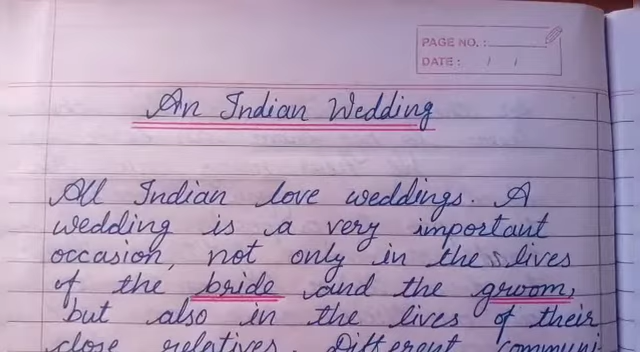 PAGE NO. :
DATE : / /
An Indian Wedding
All Indian love weddings. A
wedding is a very important
occasion, not only in the lives
of the bride and the groom,
but also in the lives of their
close relatives. Different communi